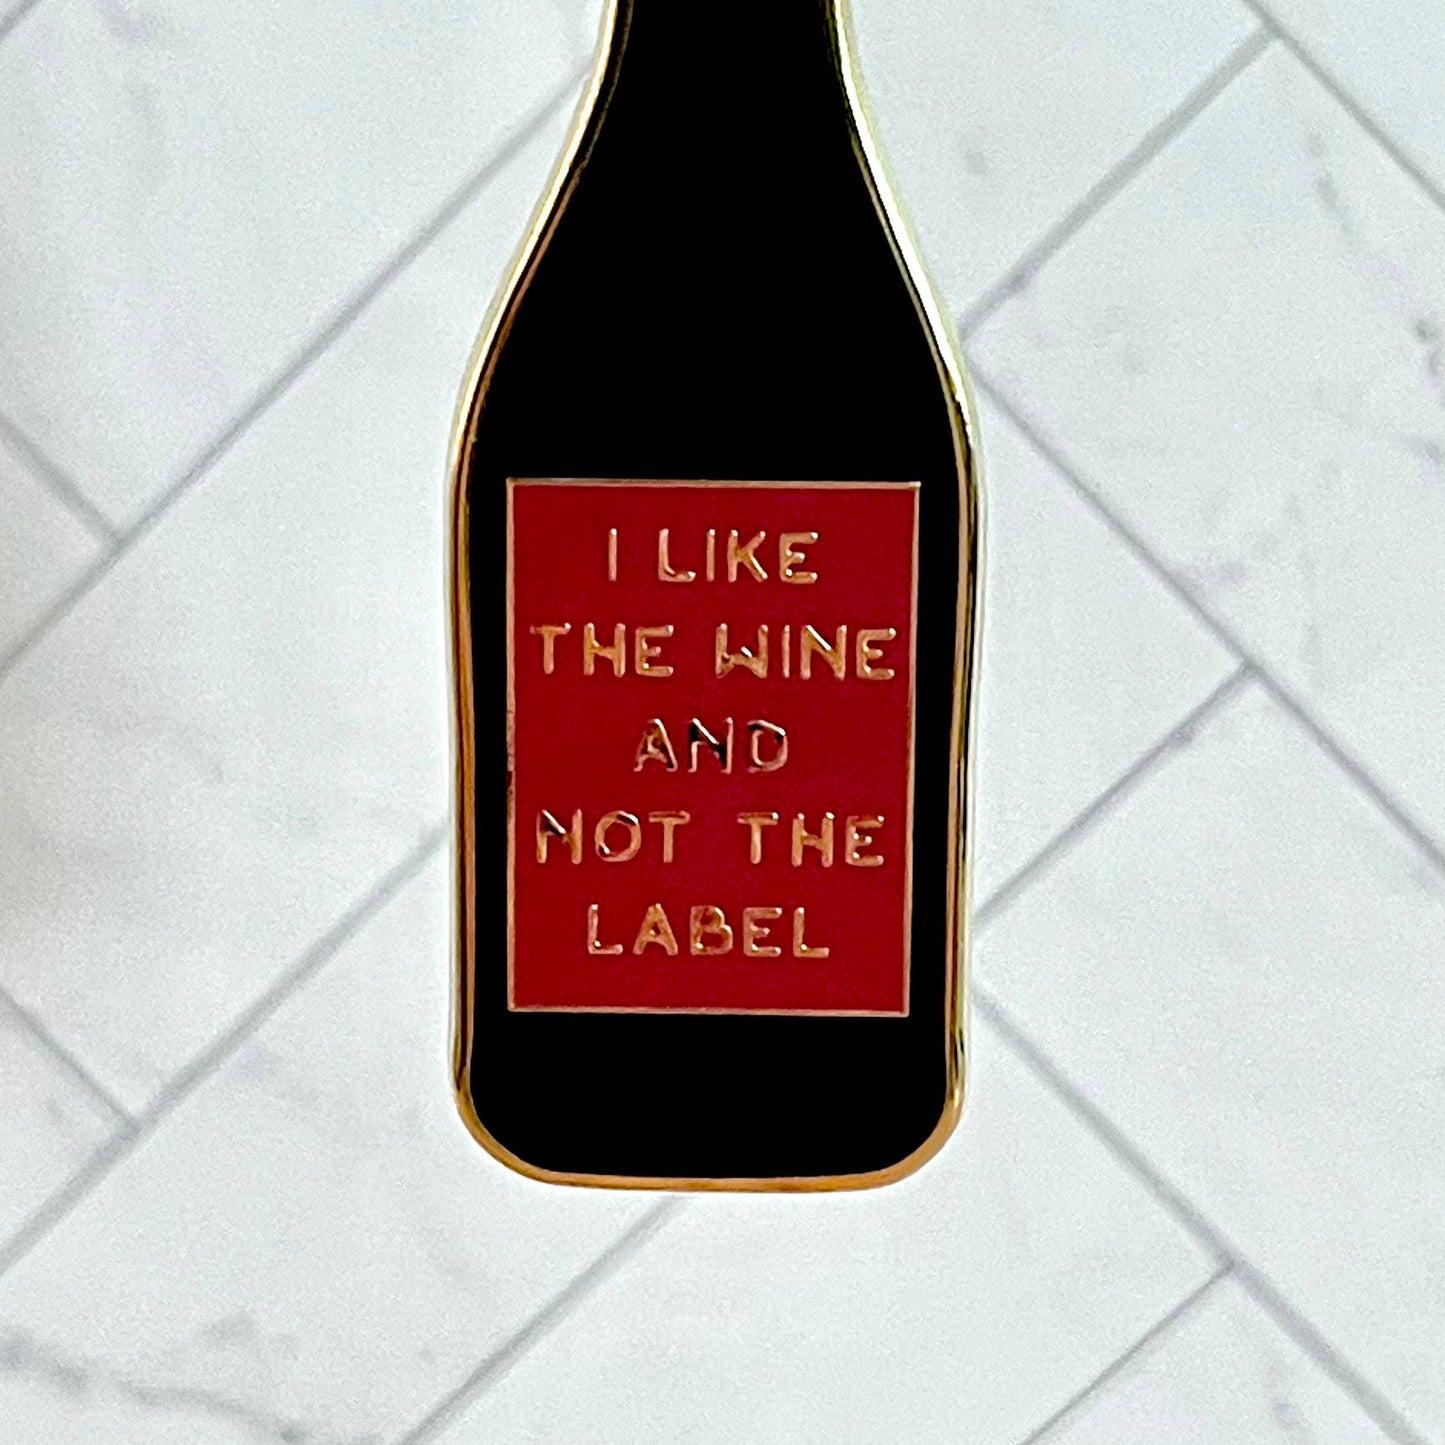 I LIKE
THE WINE
AND
NOT THE
LABEL